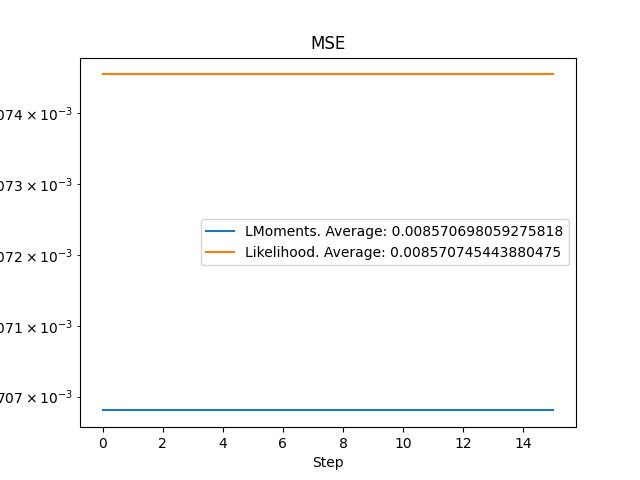 MSE
074 × 10⁻³
073 × 10⁻³
072 × 10⁻³
071 × 10⁻³
707 × 10⁻³
LMoments. Average: 0.008570698059275818
Likelihood. Average: 0.008570745443880475
0 2 4 6 8 10 12 14
Step